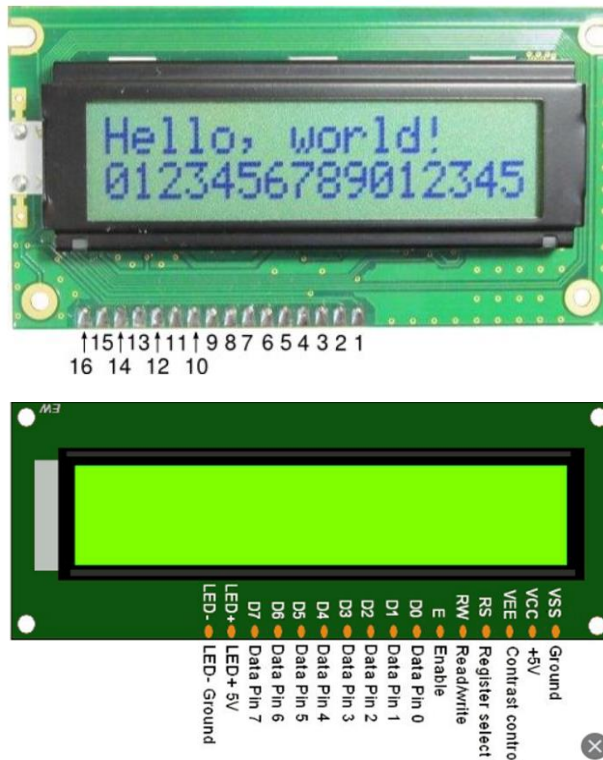 Hello, world!
0123456789012345
15 13 11 9 8 7 6 5 4 3 2 1
16 14 12 10
EW
LED- LED+ D7 D6 D5 D4 D3 D2 D1 D0 E RW RS VEE VCC VSS
LED- Ground
LED+ 5V
Data Pin 7
Data Pin 6
Data Pin 5
Data Pin 4
Data Pin 3
Data Pin 2
Data Pin 1
Data Pin 0
Enable
Read/write
Register select
Contrast contro
+5V
Ground